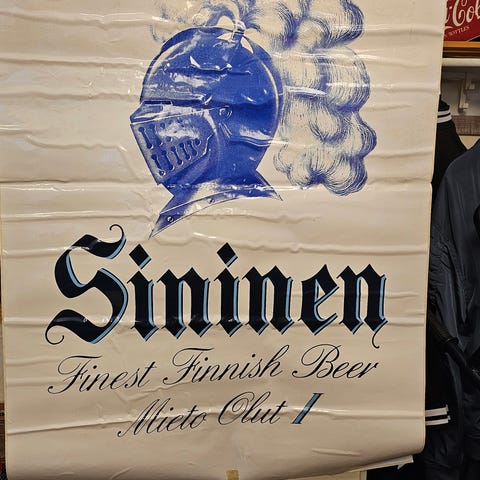 Sininen
Finest Finnish Beer
Mieto Olut I